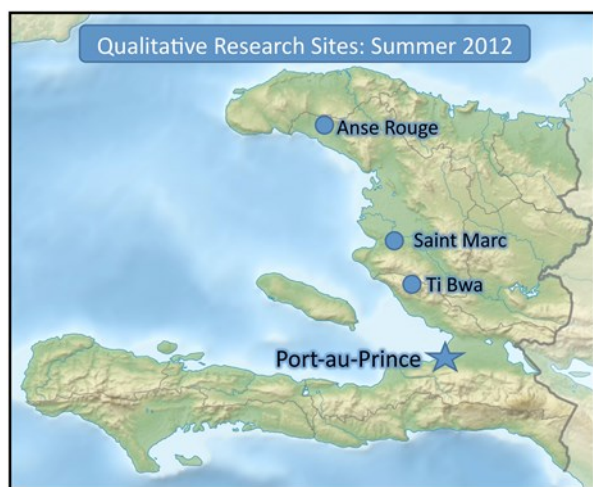 Qualitative Research Sites: Summer 2012
Anse Rouge
Saint Marc
Ti Bwa
Port-au-Prince